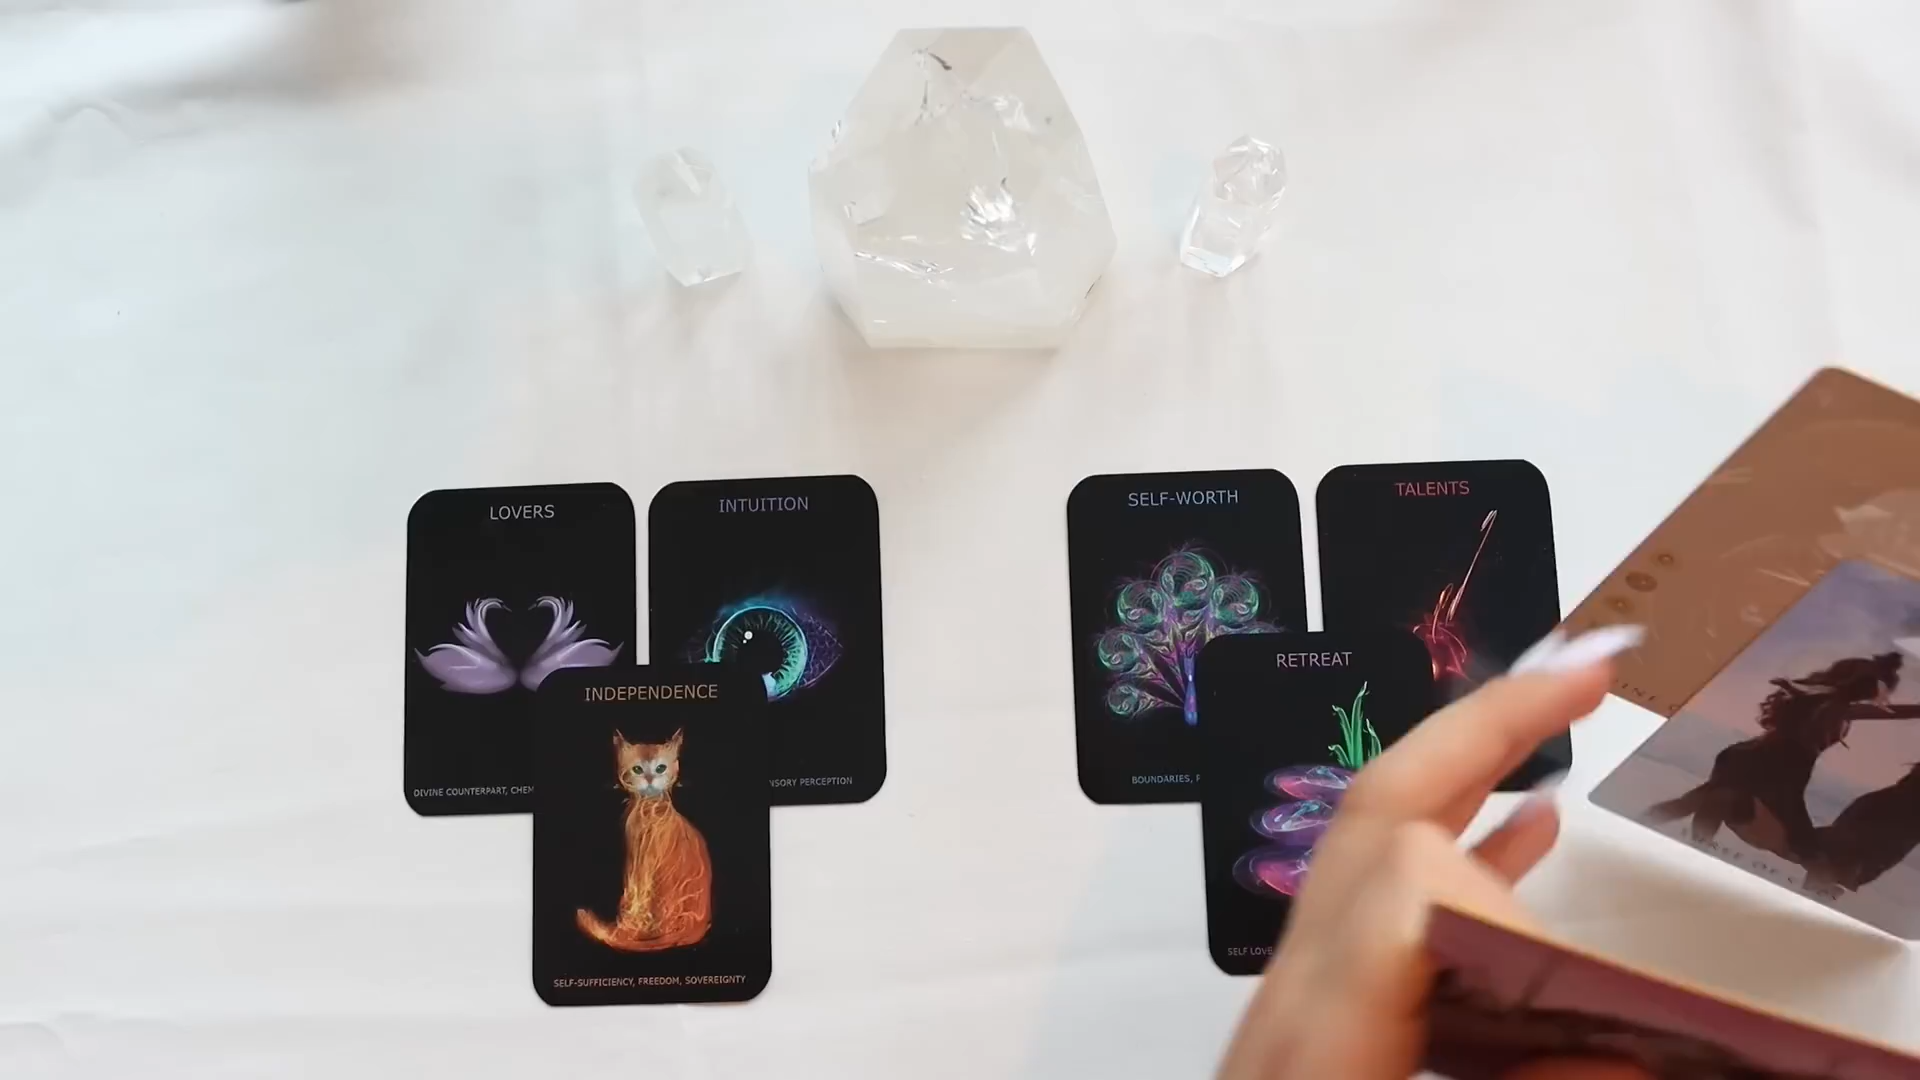 LOVERS
DIVINE COUNTERPART, CHEM
INTUITION
NSORY PERCEPTION
INDEPENDENCE
SELF-SUFFICIENCY, FREEDOM, SOVEREIGNTY
SELF-WORTH
BOUNDARIES,
TALENTS
RETREAT
SELF LOVE